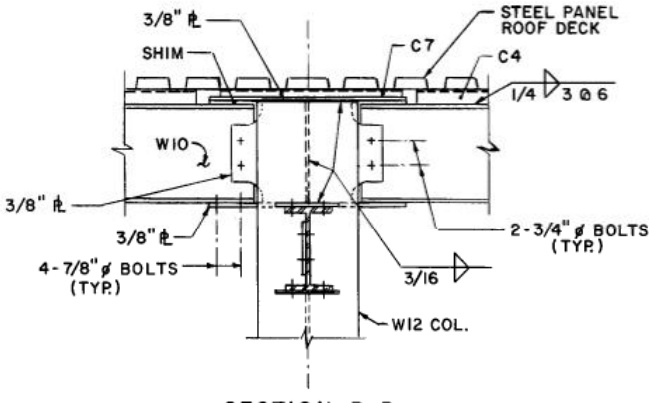 3/8" ⅊
STEEL PANEL
ROOF DECK
SHIM
C7
C4
1/4 3 @ 6
W10
3/8" ⅊
3/8" ⅊
2-3/4" ø BOLTS
(TYP.)
4-7/8" ø BOLTS
(TYP.)
3/16
W12 COL.